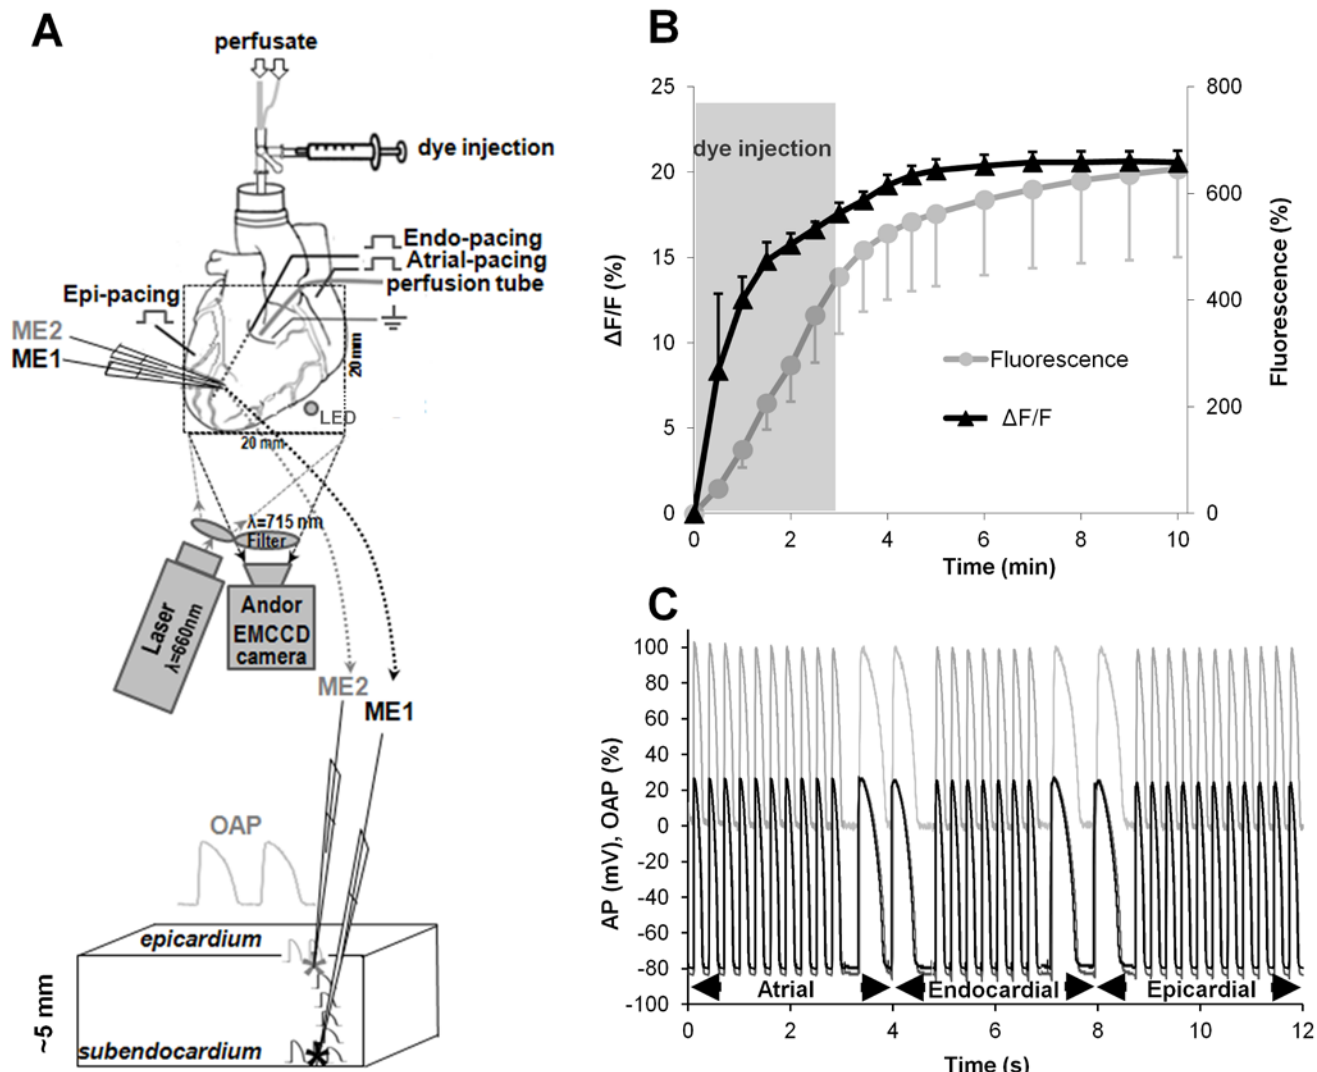 A
perfusate
dye injection
Endo-pacing
Atrial-pacing
perfusion tube
Epi-pacing
ME2
ME1
20 mm
LED
20 mm
λ=715 nm
Filter
Laser
λ=660nm
Andor
EMCCD
camera
ME2
ME1
OAP
epicardium
~5 mm
subendocardium
B
25
20
15
10
5
0
ΔF/F (%)
dye injection
800
600
400
200
0
Fluorescence (%)
Fluorescence
ΔF/F
0 2 4 6 8 10
Time (min)
C
100
80
60
40
20
0
-20
-40
-60
-80
-100
AP (mV), OAP (%)
Atrial Endocardial Epicardial
0 2 4 6 8 10 12
Time (s)